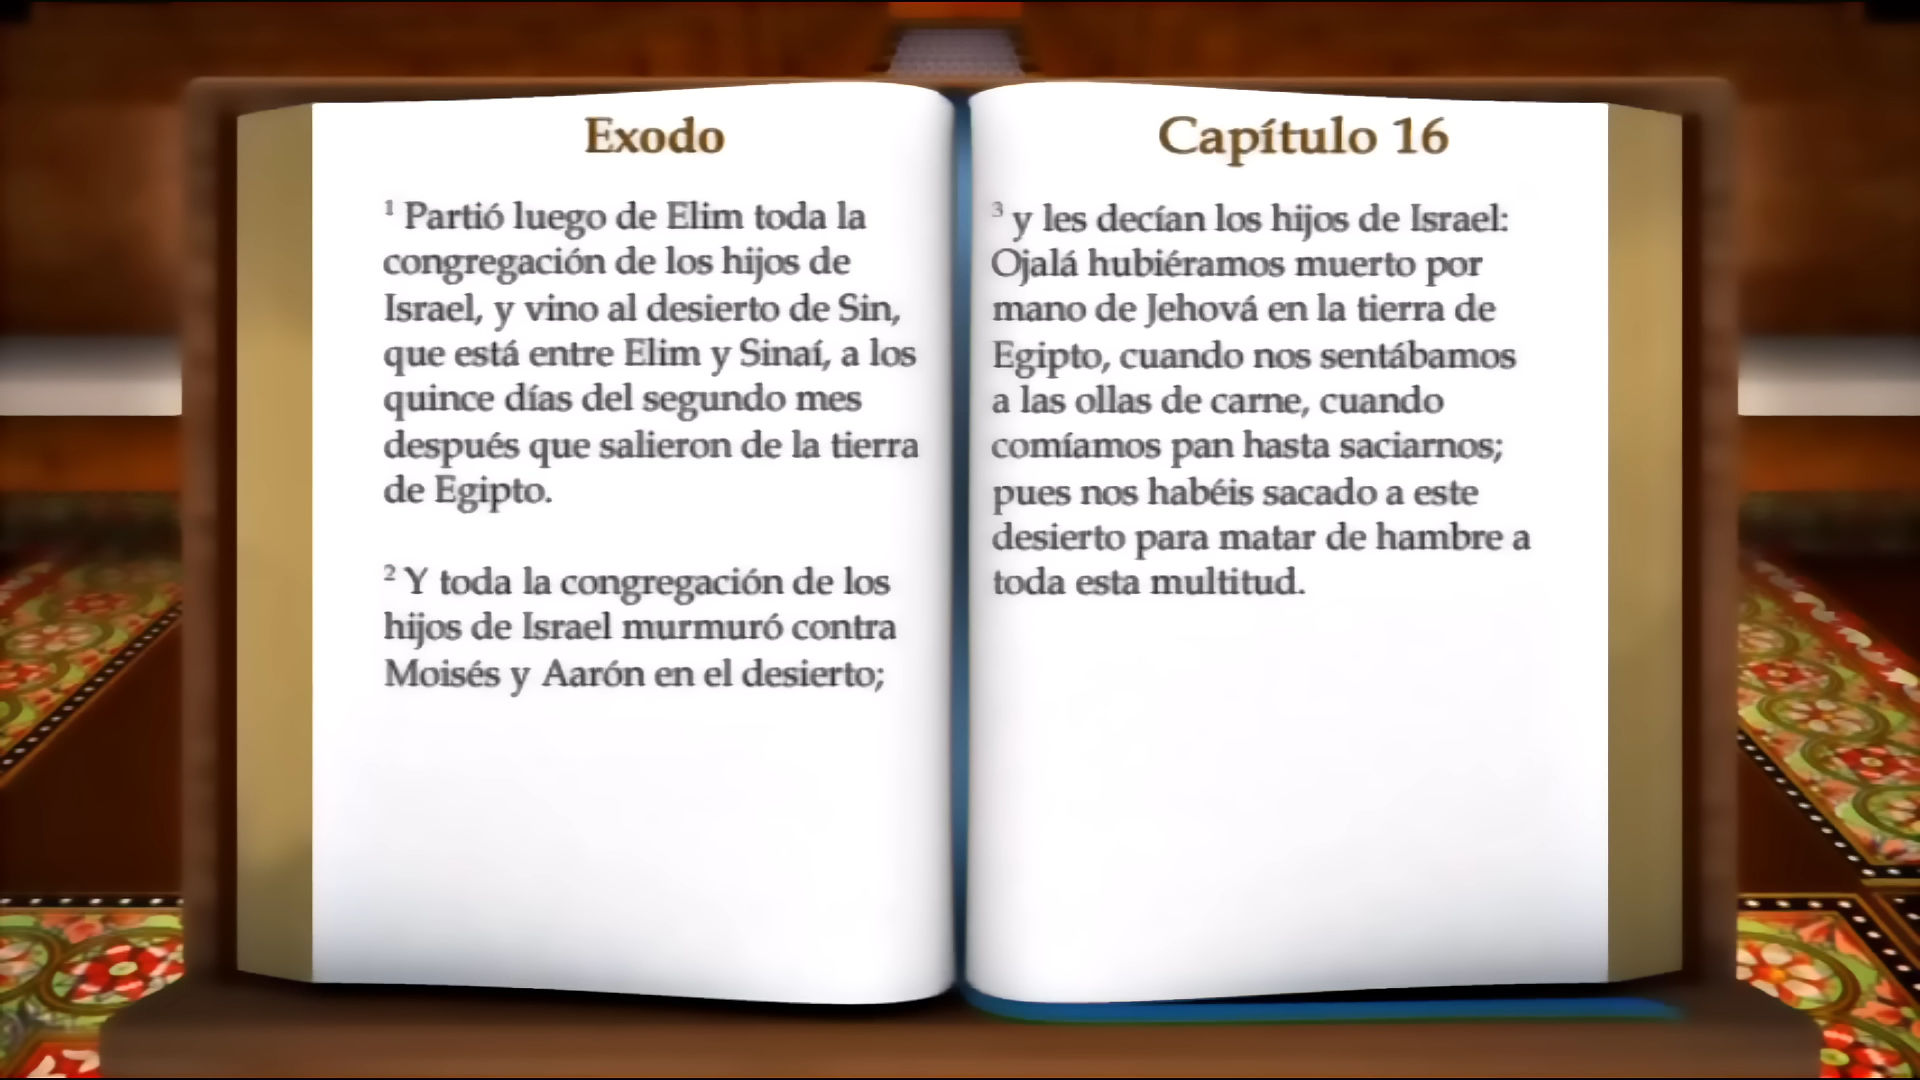 Exodo
1 Partió luego de Elim toda la
congregación de los hijos de
Israel, y vino al desierto de Sin,
que está entre Elim y Sinaí, a los
quince días del segundo mes
después que salieron de la tierra
de Egipto.
2 Y toda la congregación de los
hijos de Israel murmuró contra
Moisés y Aarón en el desierto;
Capítulo 16
3 y les decían los hijos de Israel:
Ojalá hubiéramos muerto por
mano de Jehová en la tierra de
Egipto, cuando nos sentábamos
a las ollas de carne, cuando
comíamos pan hasta saciarnos;
pues nos habéis sacado a este
desierto para matar de hambre a
toda esta multitud.